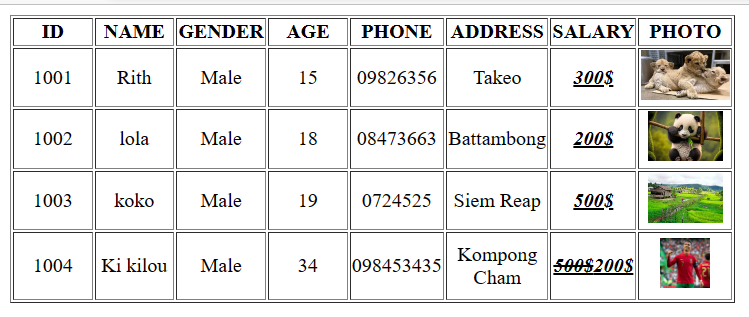 ID NAME GENDER AGE PHONE ADDRESS SALARY PHOTO
1001 Rith Male 15 09826356 Takeo 300$
1002 lola Male 18 08473663 Battambong 200$
1003 koko Male 19 0724525 Siem Reap 500$
1004 Ki kilou Male 34 098453435 Kompong Cham 500$200$